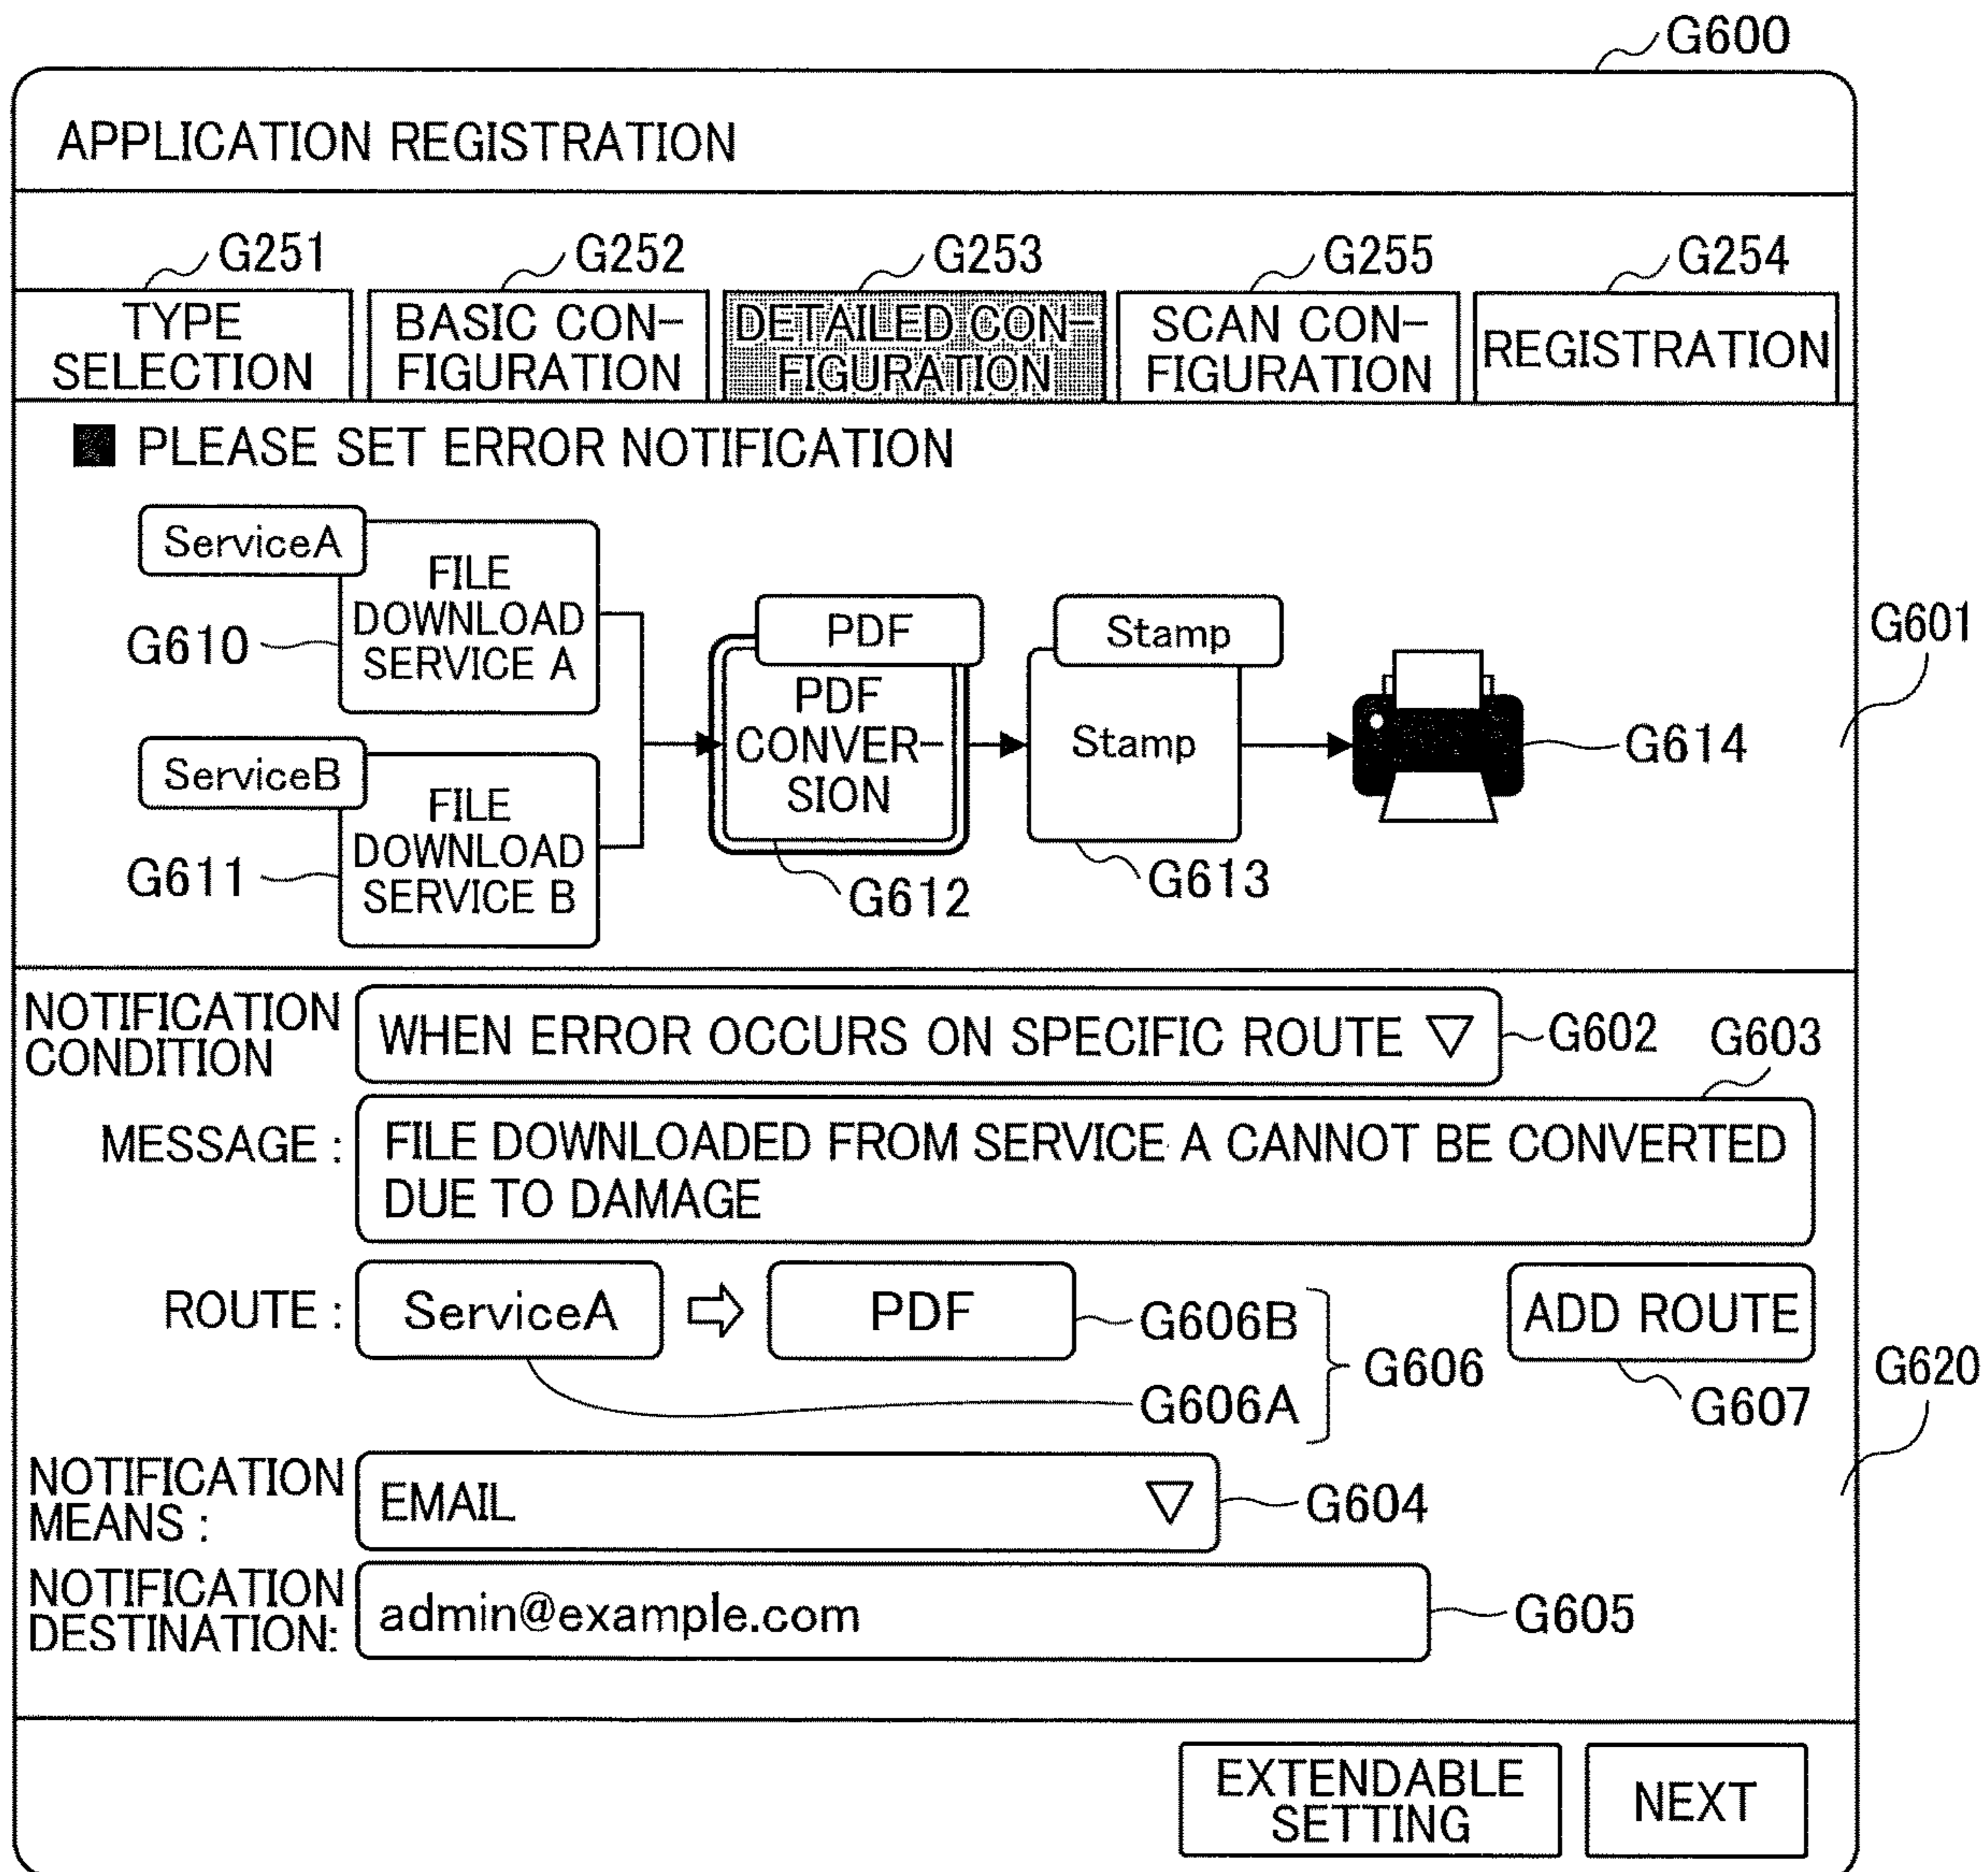 G600
APPLICATION REGISTRATION
G251
G252
G253
G255
G254
TYPE
SELECTION
BASIC CON-
FIGURATION
DETAILED CON-
FIGURATION
SCAN CON-
FIGURATION
REGISTRATION
PLEASE SET ERROR NOTIFICATION
ServiceA
FILE
DOWNLOAD
SERVICE A
G610
ServiceB
FILE
DOWNLOAD
SERVICE B
G611
PDF
PDF
CONVER-
SION
G612
Stamp
Stamp
G613
G614
G601
NOTIFICATION
CONDITION
WHEN ERROR OCCURS ON SPECIFIC ROUTE ▽
G602
G603
MESSAGE :
FILE DOWNLOADED FROM SERVICE A CANNOT BE CONVERTED
DUE TO DAMAGE
ROUTE :
ServiceA ⇨ PDF
G606B
G606A
G606
ADD ROUTE
G607
G620
NOTIFICATION
MEANS :
EMAIL ▽
G604
NOTIFICATION
DESTINATION:
admin@example.com
G605
EXTENDABLE
SETTING
NEXT